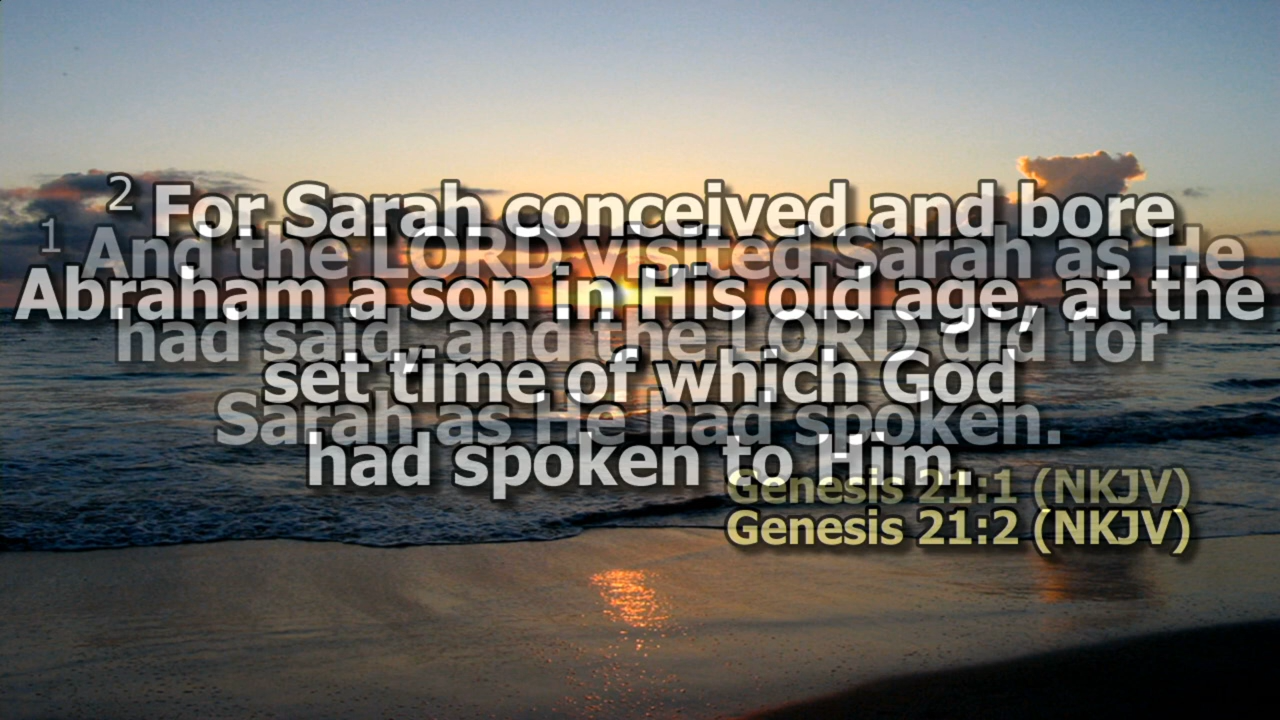 2 For Sarah conceived and bore
Abraham a son in His old age, at the
set time of which God
had spoken to Him.
Genesis 21:2 (NKJV)
1 And the LORD visited Sarah as He
had said, and the LORD did for
Sarah as He had spoken.
Genesis 21:1 (NKJV)